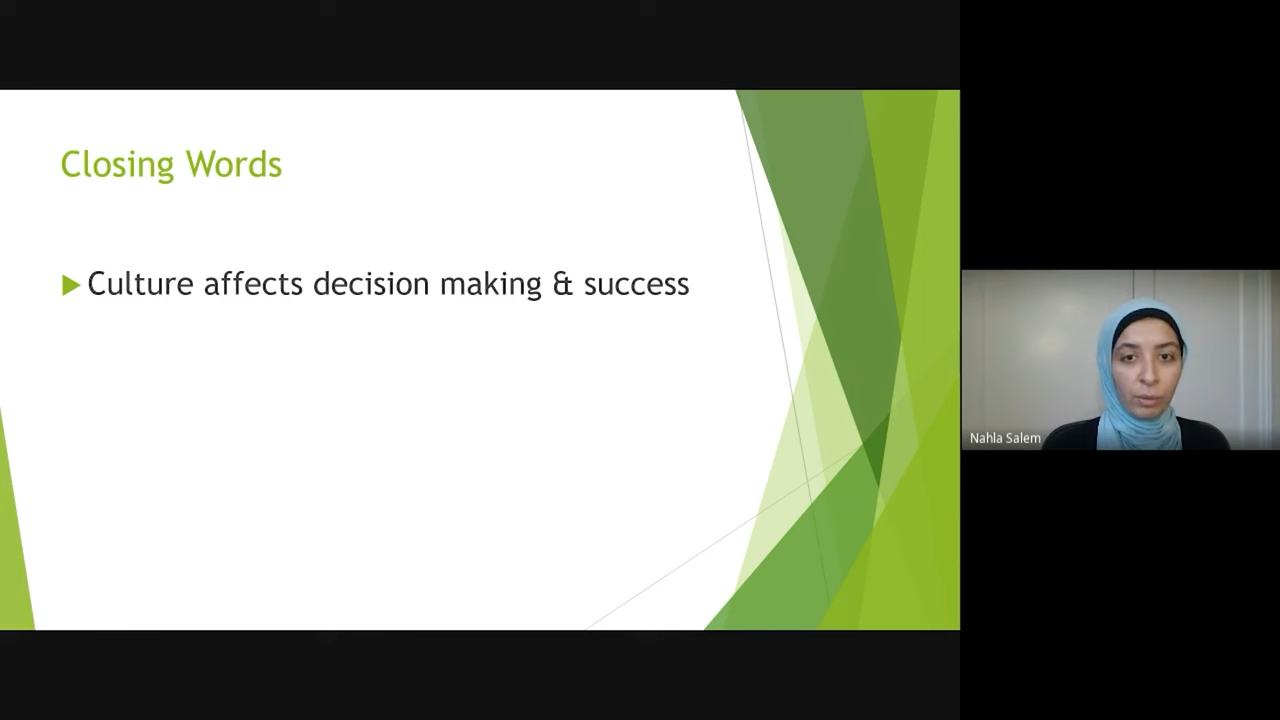 Closing Words
Culture affects decision making & success
Nahla Salem